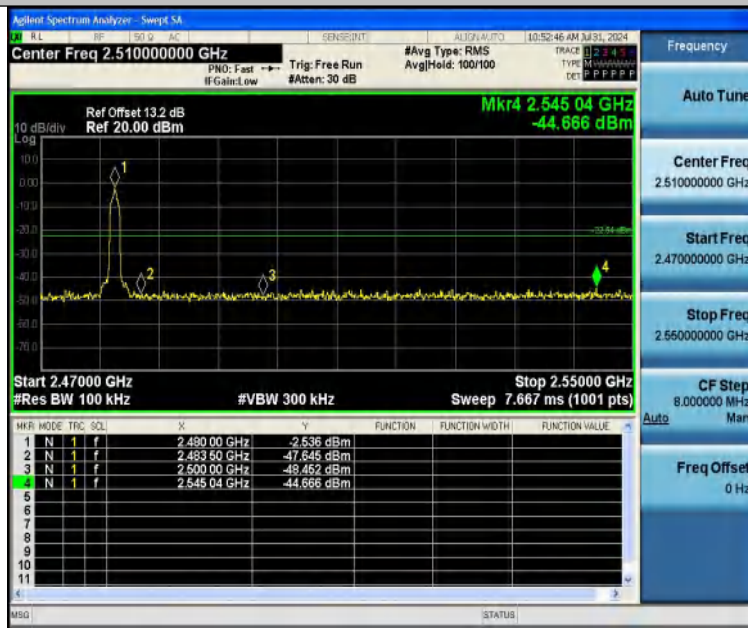 Agilent Spectrum Analyzer - Swept SA
RL RF 50 Ω AC SENSE:INT ALIGN AUTO 10:52:46 AM Jul 31, 2024
Center Freq 2.510000000 GHz
PNO: Fast
IFGain:Low
Trig: Free Run
#Atten: 30 dB
#Avg Type: RMS
Avg|Hold: 100/100
TRACE 1 2 3 4 5 6
TYPE M
DET P P P P P P
Mkr4 2.545 04 GHz
-44.666 dBm
Ref Offset 13.2 dB
10 dB/div Ref 20.00 dBm
Log
10.0
0.00
-10.0
-20.0
-30.0
-40.0
-50.0
-60.0
-70.0
-22.54 dBm
1
2
3
4
Start 2.47000 GHz Stop 2.55000 GHz
#Res BW 100 kHz #VBW 300 kHz Sweep 7.667 ms (1001 pts)
MKR MODE TRC SCL X Y FUNCTION FUNCTION WIDTH FUNCTION VALUE
1 N 1 f 2.480 00 GHz -2.536 dBm
2 N 1 f 2.483 50 GHz -47.645 dBm
3 N 1 f 2.500 00 GHz -48.452 dBm
4 N 1 f 2.545 04 GHz -44.666 dBm
5
6
7
8
9
10
11
MSG STATUS
Frequency
Auto Tune
Center Freq
2.510000000 GHz
Start Freq
2.470000000 GHz
Stop Freq
2.550000000 GHz
CF Step
8.000000 MHz
Auto Man
Freq Offset
0 Hz